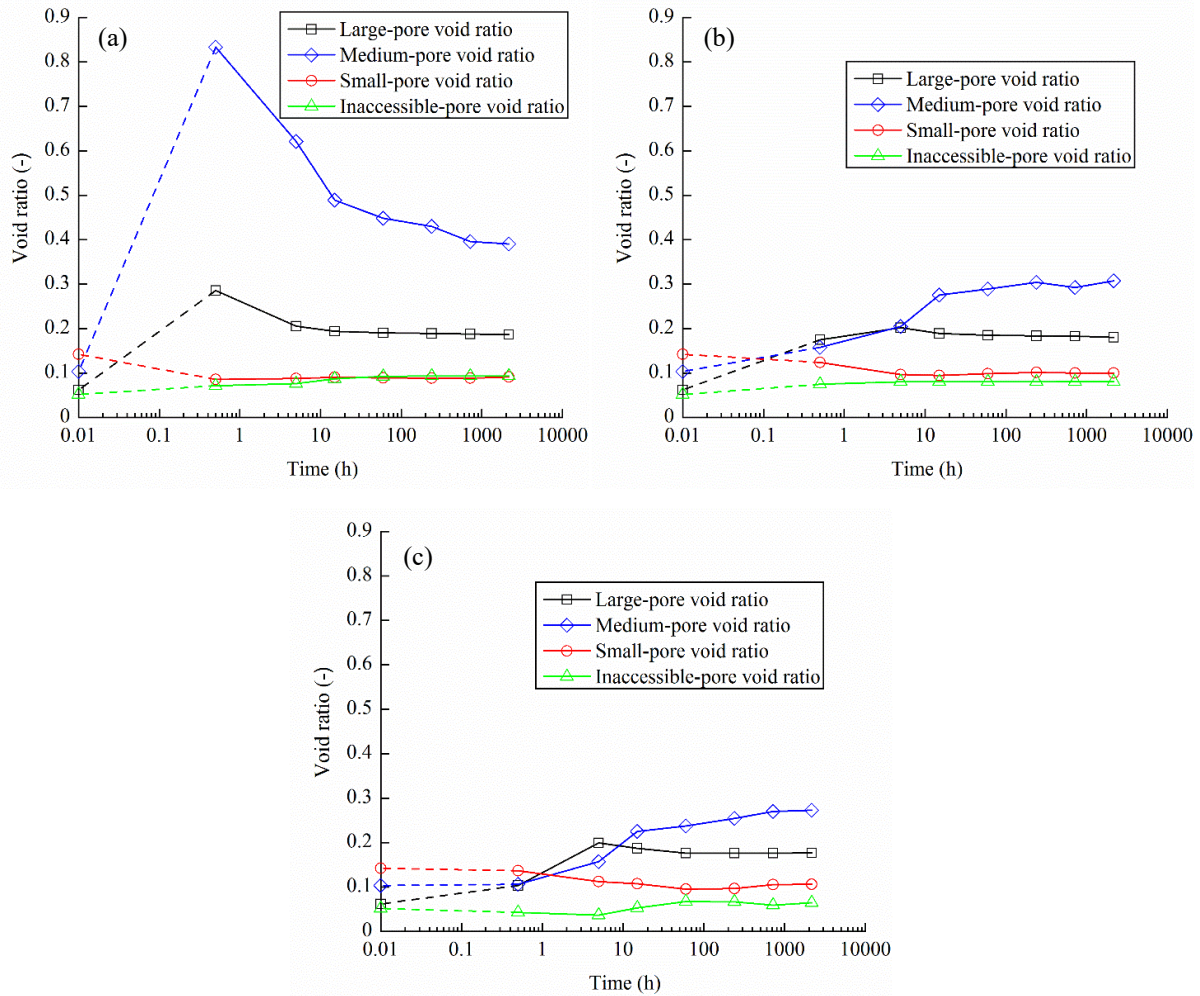 (a)
Large-pore void ratio
Medium-pore void ratio
Small-pore void ratio
Inaccessible-pore void ratio
0.9
0.8
0.7
0.6
0.5
0.4
0.3
0.2
0.1
0
Void ratio (-)
0.01 0.1 1 10 100 1000 10000
Time (h)
(b)
Large-pore void ratio
Medium-pore void ratio
Small-pore void ratio
Inaccessible-pore void ratio
0.9
0.8
0.7
0.6
0.5
0.4
0.3
0.2
0.1
0
Void ratio (-)
0.01 0.1 1 10 100 1000 10000
Time (h)
(c)
Large-pore void ratio
Medium-pore void ratio
Small-pore void ratio
Inaccessible-pore void ratio
0.9
0.8
0.7
0.6
0.5
0.4
0.3
0.2
0.1
0
Void ratio (-)
0.01 0.1 1 10 100 1000 10000
Time (h)